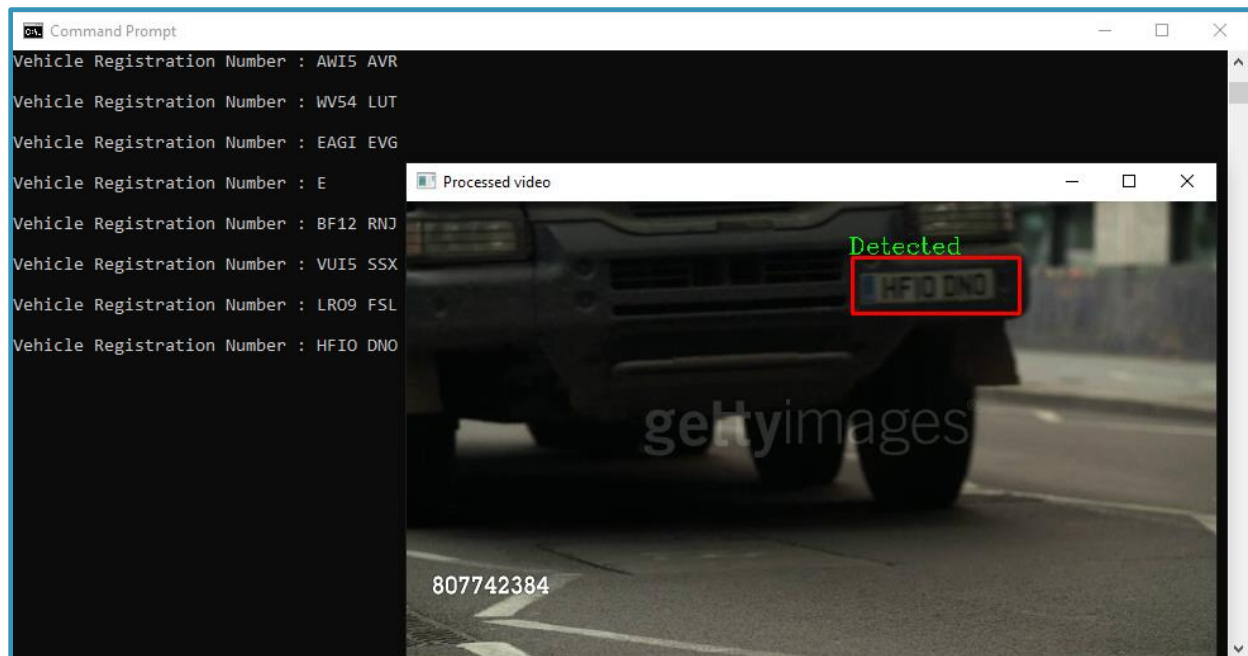 Command Prompt
Vehicle Registration Number : AWI5 AVR
Vehicle Registration Number : WV54 LUT
Vehicle Registration Number : EAGI EVG
Vehicle Registration Number : E
Vehicle Registration Number : BF12 RNJ
Vehicle Registration Number : VUI5 SSX
Vehicle Registration Number : LRO9 FSL
Vehicle Registration Number : HFIO DNO
Processed video
Detected
HF10 DNO
gettyimages
807742384